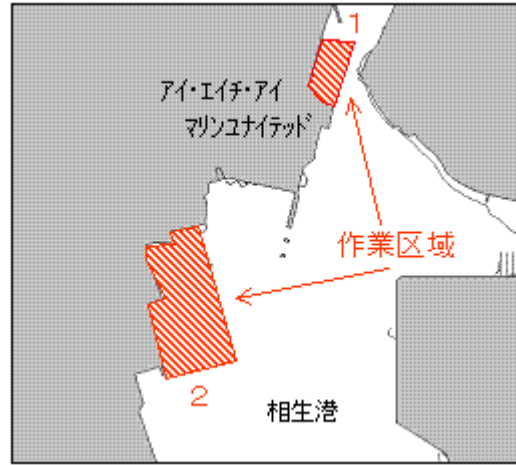 1
アイ・エイチ・アイ
マリンユナイテッド
作業区域
2
相生港